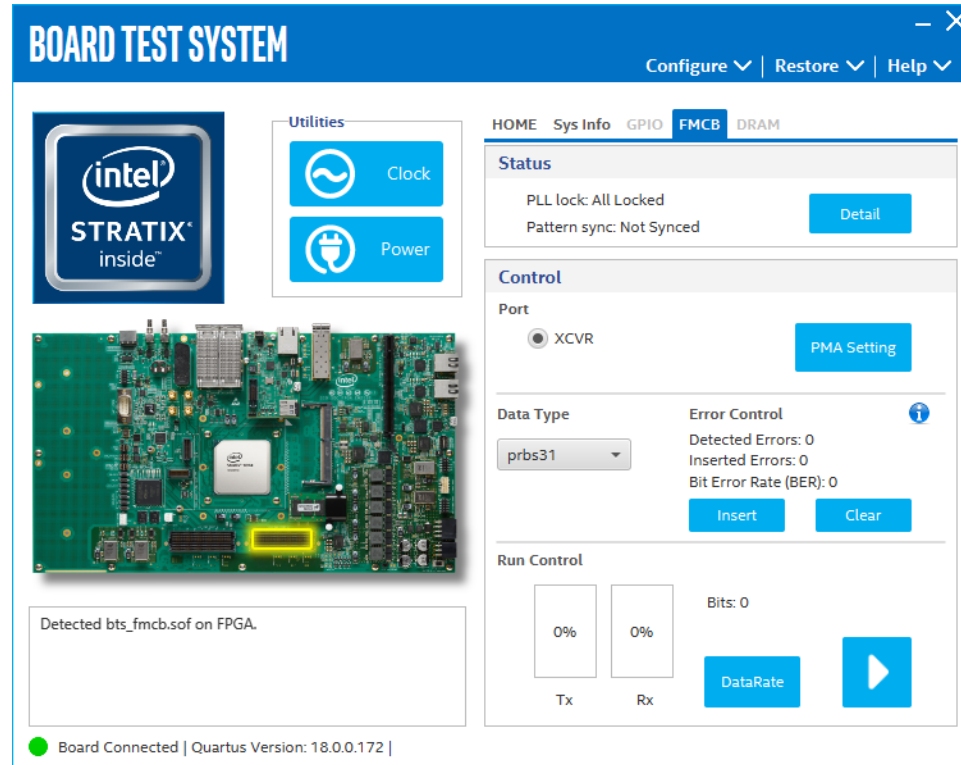 BOARD TEST SYSTEM
Configure | Restore | Help
intel
STRATIX
inside™
Utilities
Clock
Power
HOME Sys Info GPIO FMCB DRAM
Status
PLL lock: All Locked
Pattern sync: Not Synced
Detail
Control
Port
XCVR
PMA Setting
Data Type
prbs31
Error Control
Detected Errors: 0
Inserted Errors: 0
Bit Error Rate (BER): 0
Insert Clear
Run Control
0% 0%
Tx Rx
Bits: 0
DataRate
Detected bts_fmcb.sof on FPGA.
Board Connected | Quartus Version: 18.0.0.172 |